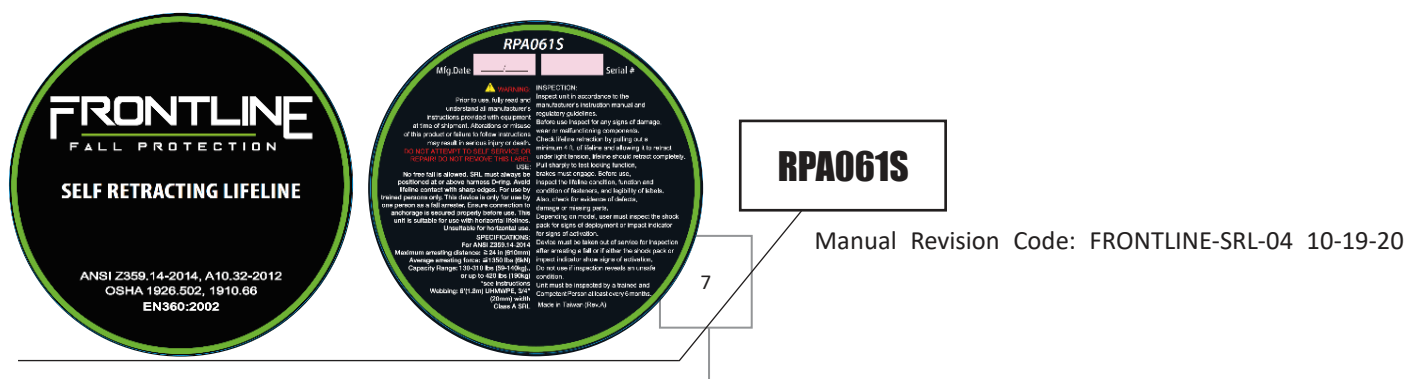 FRONTLINE
FALL PROTECTION
SELF RETRACTING LIFELINE
ANSI Z359.14-2014, A10.32-2012
OSHA 1926.502, 1910.66
EN360:2002
RPA061S
Mfg.Date ___/___ Serial #
WARNING:
Prior to use, fully read and
understand all manufacturer's
instructions provided with equipment
at time of shipment. Alterations or misuse
of this product or failure to follow instructions
may result in serious injury or death.
DO NOT ATTEMPT TO SELF SERVICE OR
REPAIR! DO NOT REMOVE THIS LABEL
USE:
No free fall is allowed. SRL must always be
positioned at or above harness D-ring. Avoid
lifeline contact with sharp edges. For use by
trained persons only. This device is only for use by
one person as a fall arrester. Ensure connection to
anchorage is secured properly before use. This
unit is suitable for use with horizontal lifelines.
Unsuitable for horizontal use.
SPECIFICATIONS:
For ANSI Z359.14-2014
Maximum arresting distance: ≦24 in (610mm)
Average arresting force: ≦1350 lbs (6kN)
Capacity Range: 130-310 lbs (59-140kg),
or up to 420 lbs (190kg)
*see instructions
Webbing: 6'(1.8m) UHMWPE, 3/4"
(20mm) width
Class A SRL
INSPECTION:
Inspect unit in accordance to the
manufacturer's instruction manual and
regulatory guidelines.
Before use inspect for any signs of damage,
wear or malfunctioning components.
Check lifeline retraction by pulling out a
minimum 4 ft. of lifeline and allowing it to retract
under light tension, lifeline should retract completely.
Pull sharply to test locking function,
brakes must engage. Before use,
inspect the lifeline condition, function and
condition of fasteners, and legibility of labels.
Also, check for evidence of defects,
damage or missing parts.
Depending on model, user must inspect the shock
pack for signs of deployment or impact indicator
for signs of activation.
Device must be taken out of service for inspection
after arresting a fall or if either the shock pack or
impact indicator show signs of activation.
Do not use if inspection reveals an unsafe
condition.
Unit must be inspected by a trained and
Competent Person at least every 6 months.
Made in Taiwan (Rev.A)
RPA061S
Manual Revision Code: FRONTLINE-SRL-04 10-19-20
7